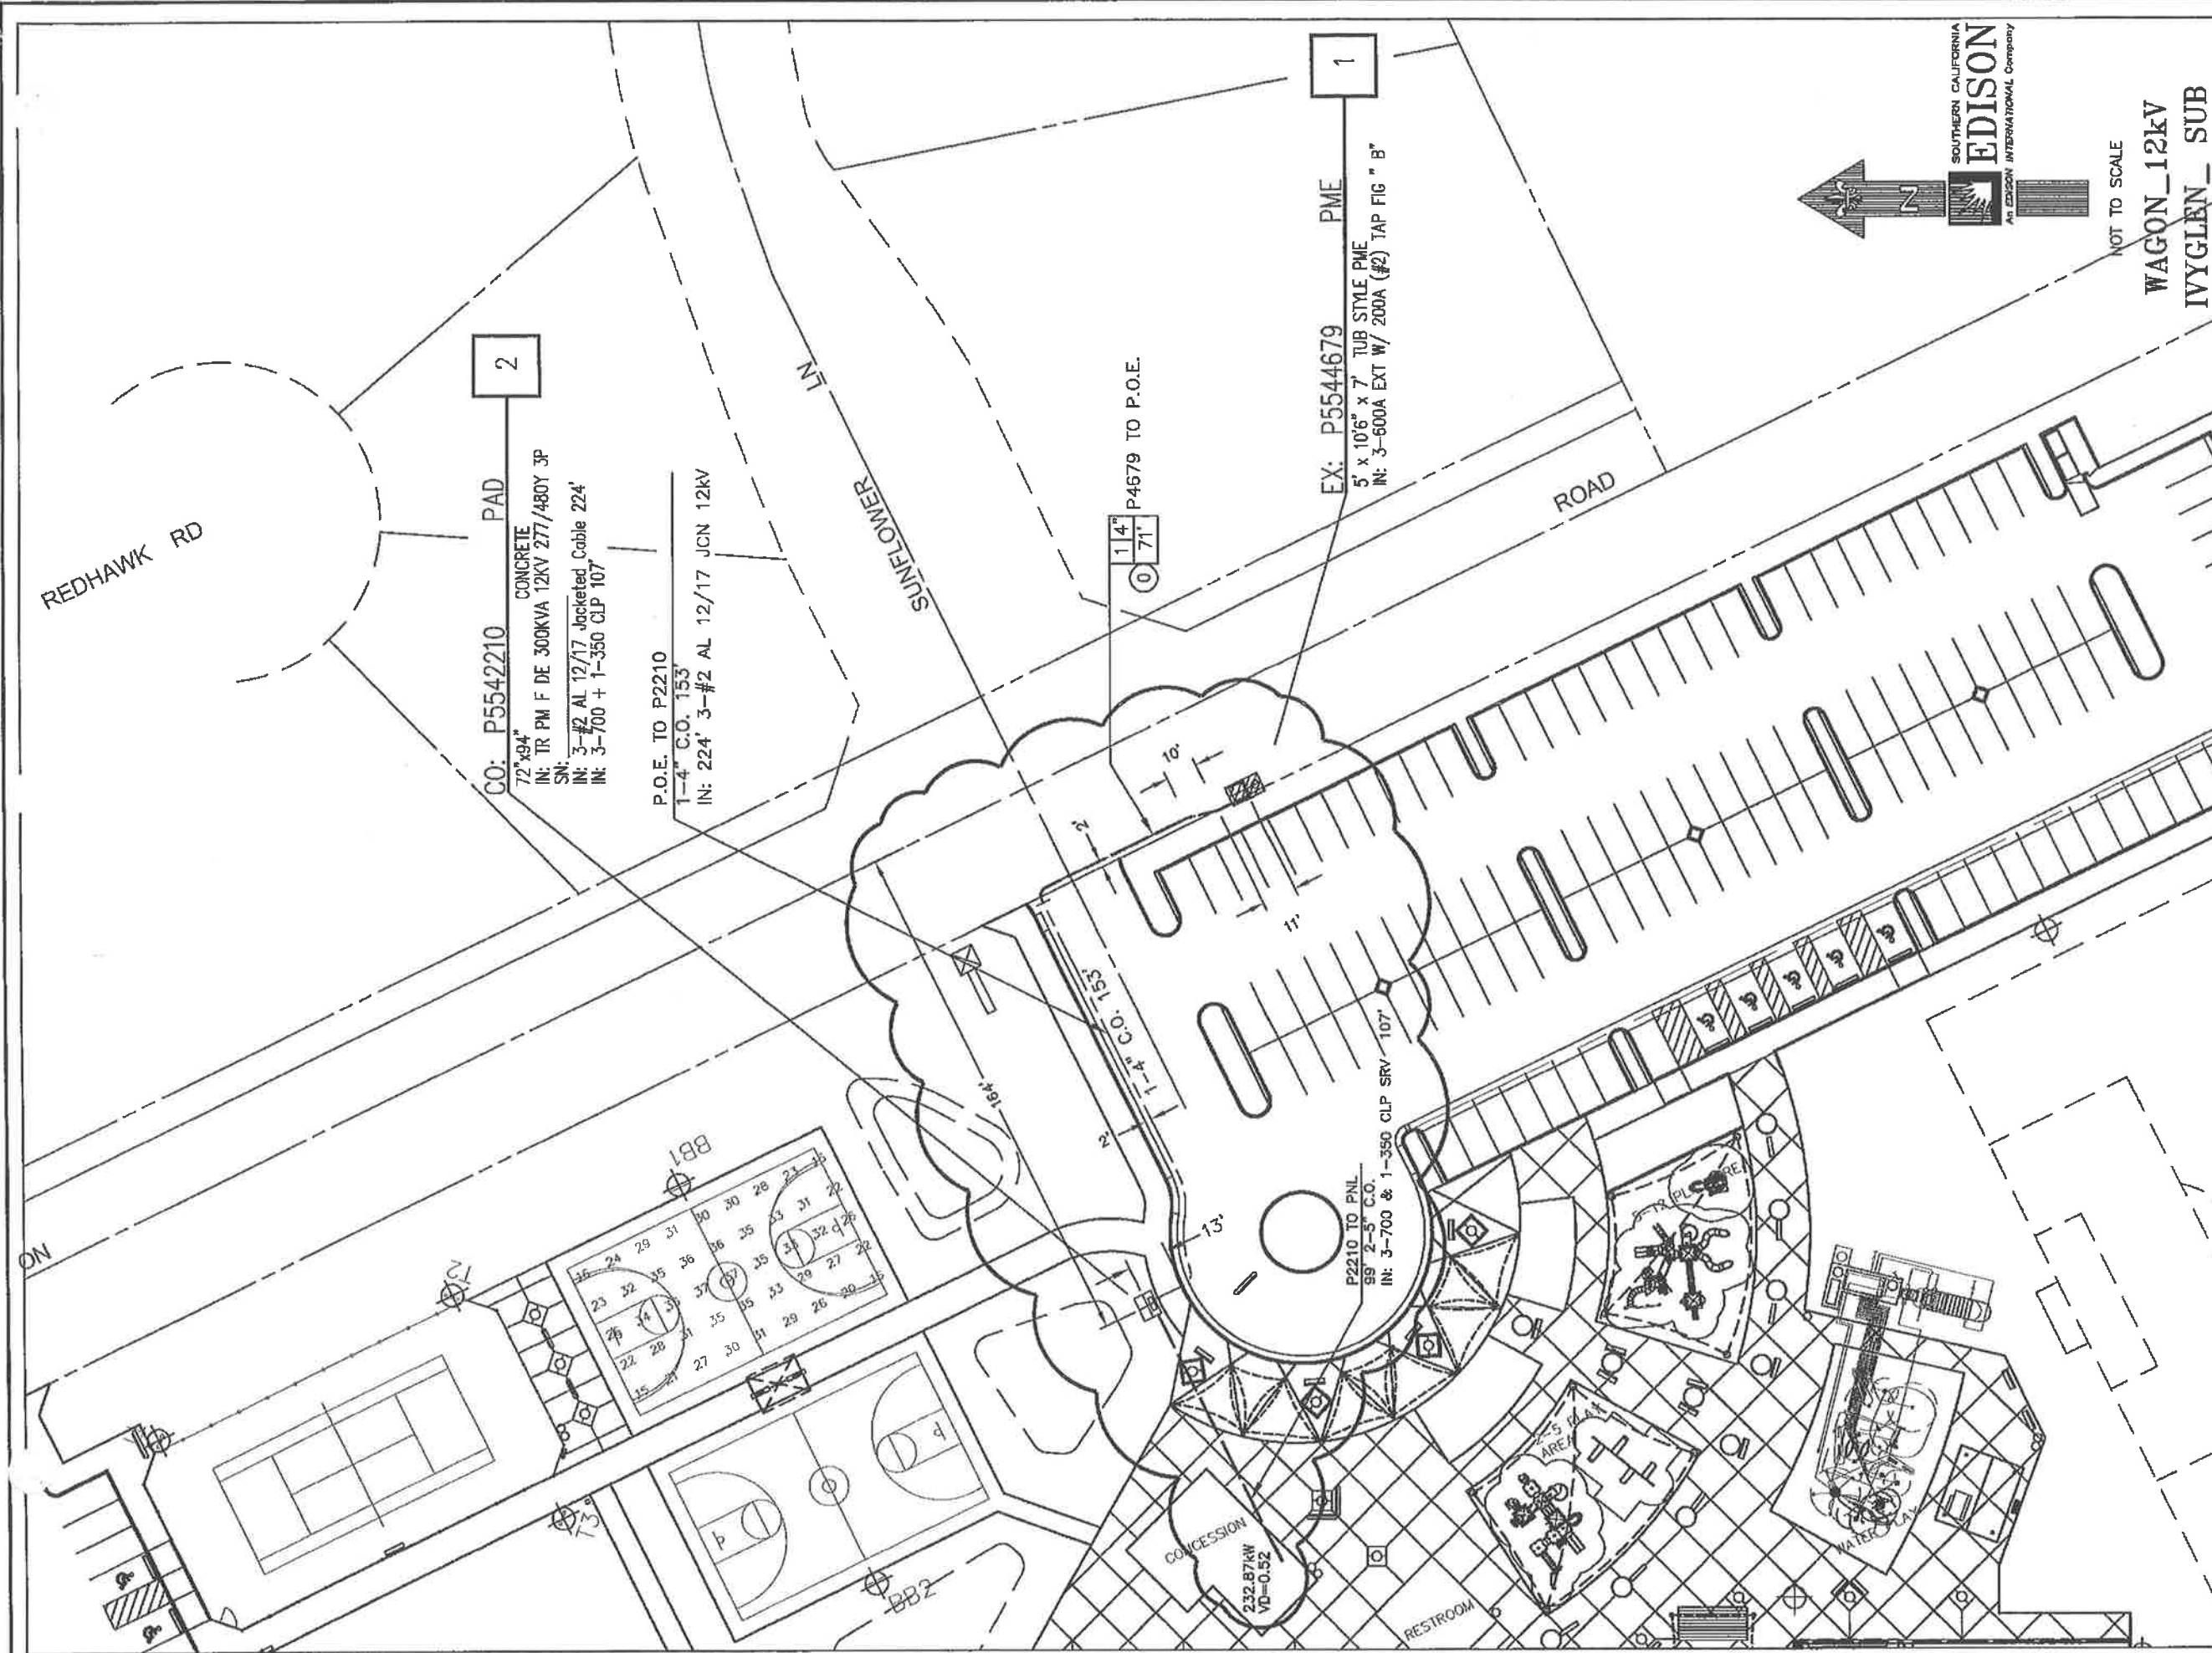 REDHAWK RD
2
CO: P5542210 PAD
72"x94" CONCRETE
IN: TR PM F DE 300KVA 12KV 277/480Y 3P
SN:
IN: 3-#2 AL 12/17 Jacketed Cable 224'
IN: 3-700 + 1-350 CLP 107'
P.O.E. TO P2210
1-4" C.O. 153'
IN: 224' 3-#2 AL 12/17 JCN 12kV
SUNFLOWER LN
1 4" P4679 TO P.O.E.
0 71'
1
EX: P5544679 PME
5' x 10'6" x 7' TUB STYLE PME
IN: 3-600A EXT W/ 200A (#2) TAP FIG " B"
ROAD
N
SOUTHERN CALIFORNIA
EDISON
An EDISON INTERNATIONAL Company
NOT TO SCALE
WAGON_12kV
IVYGLEN_ SUB
10'
2'
11'
164'
1-4" C.O. 153'
2'
13'
P2210 TO PNL
99' 2-5" C.O.
IN: 3-700 & 1-350 CLP SRV 107'
ON
T2
BB1
T3
BB2
CONCESSION
232.87kW
VD=0.52
RESTROOM
2-5 PLAY
AREA
WATER PLAY